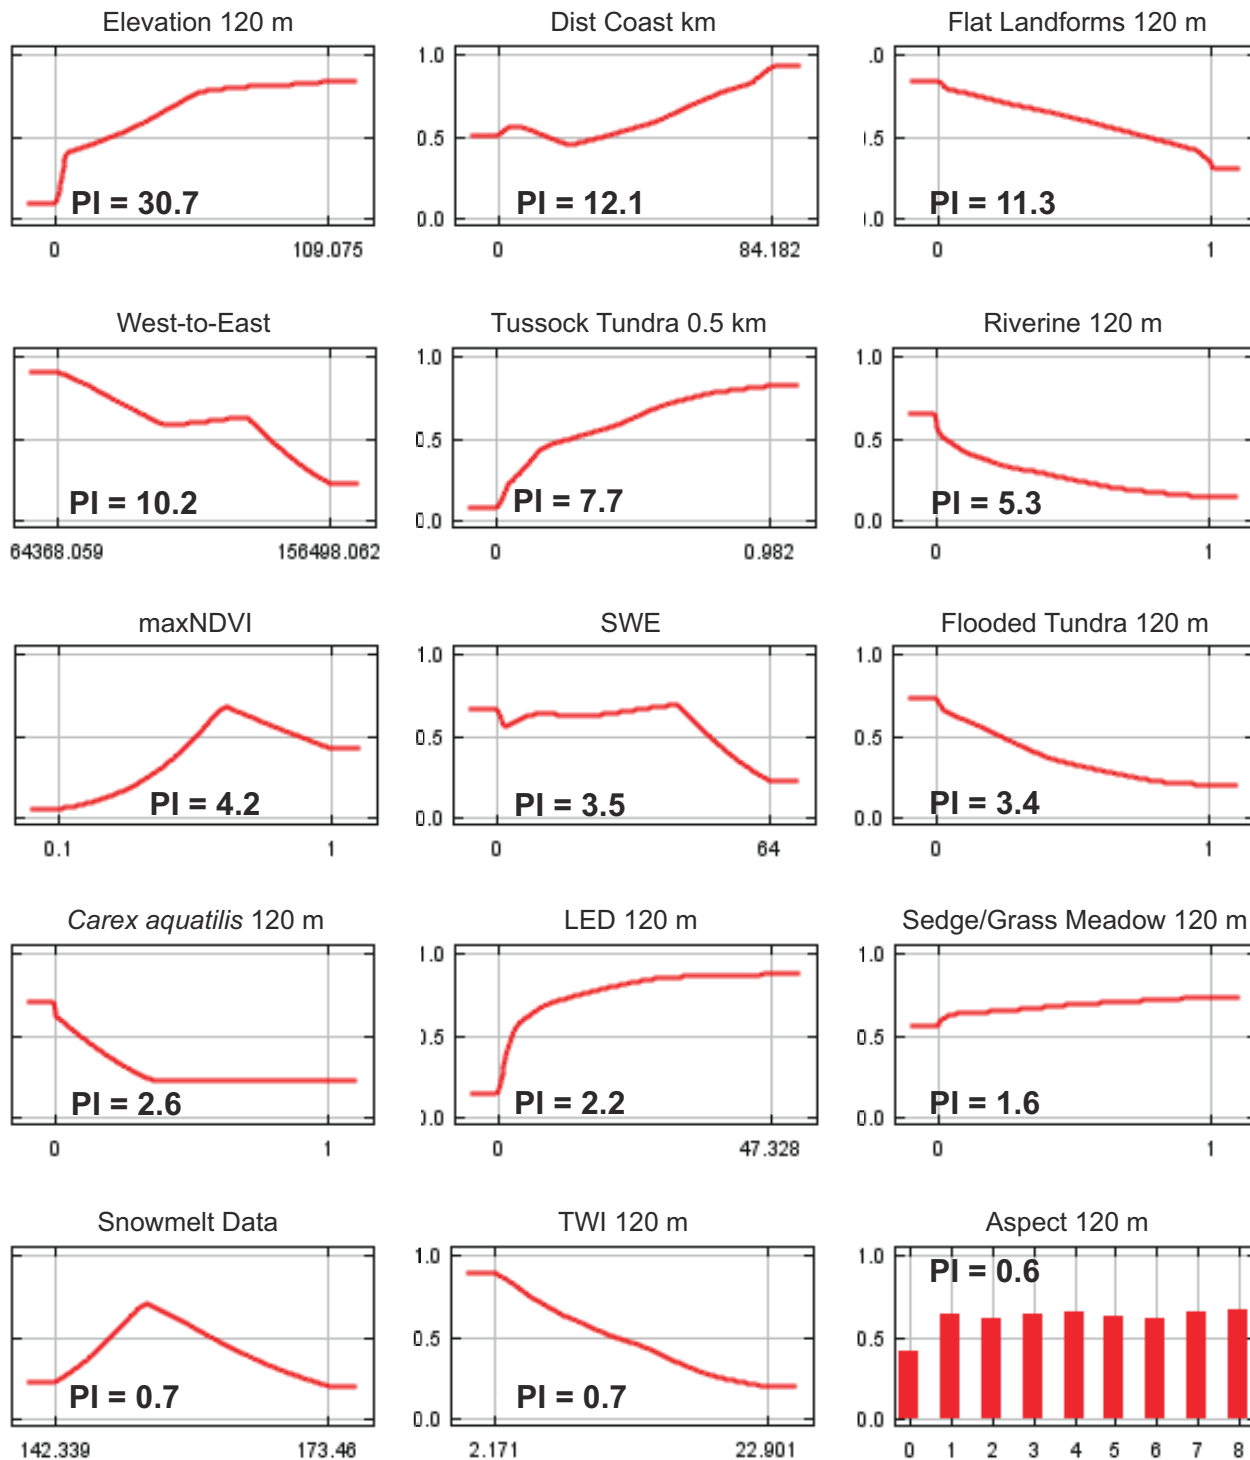 Elevation 120 m
PI = 30.7
0 109.075
Dist Coast km
1.0
0.5
0.0
PI = 12.1
0 84.182
Flat Landforms 120 m
.0
.5
.0
PI = 11.3
0 1
West-to-East
PI = 10.2
64368.059 156498.062
Tussock Tundra 0.5 km
1.0
0.5
0.0
PI = 7.7
0 0.982
Riverine 120 m
1.0
0.5
0.0
PI = 5.3
0 1
maxNDVI
PI = 4.2
0.1 1
SWE
1.0
0.5
0.0
PI = 3.5
0 64
Flooded Tundra 120 m
1.0
0.5
0.0
PI = 3.4
0 1
Carex aquatilis 120 m
PI = 2.6
0 1
LED 120 m
1.0
0.5
0.0
PI = 2.2
0 47.328
Sedge/Grass Meadow 120 m
1.0
0.5
0.0
PI = 1.6
0 1
Snowmelt Data
PI = 0.7
142.339 173.46
TWI 120 m
1.0
0.5
0.0
PI = 0.7
2.171 22.901
Aspect 120 m
1.0
0.5
0.0
PI = 0.6
0 1 2 3 4 5 6 7 8